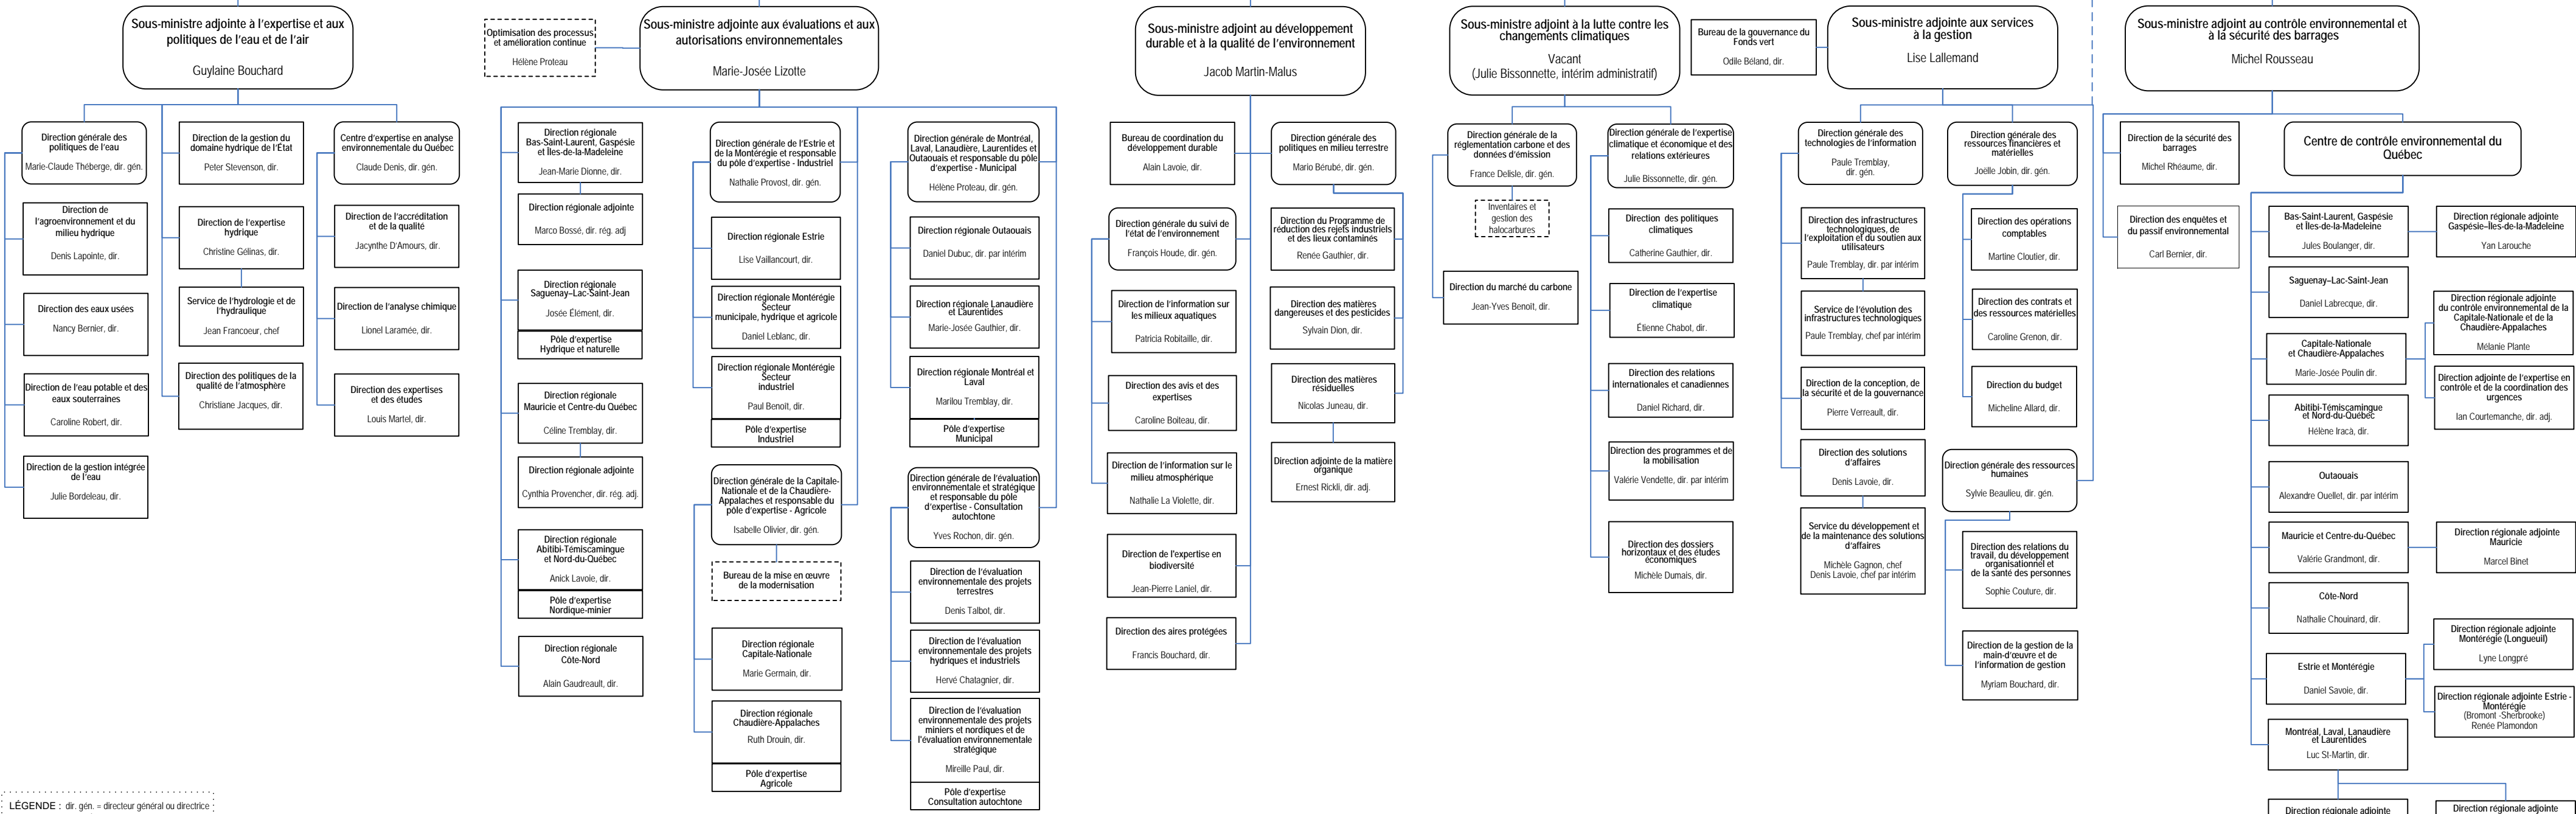 Sous-ministre adjointe à l'expertise et aux
politiques de l'eau et de l'air
Guylaine Bouchard
Direction générale des
politiques de l'eau
Marie-Claude Théberge, dir. gén.
Direction de
l'agroenvironnement et du
milieu hydrique
Denis Lapointe, dir.
Direction des eaux usées
Nancy Bernier, dir.
Direction de l'eau potable et des
eaux souterraines
Caroline Robert, dir.
Direction de la gestion intégrée
de l'eau
Julie Bordeleau, dir.
Direction de la gestion du
domaine hydrique de l'État
Peter Stevenson, dir.
Direction de l'expertise
hydrique
Christine Gélinas, dir.
Service de l'hydrologie et de
l'hydraulique
Jean Francoeur, chef
Direction des politiques de la
qualité de l'atmosphère
Christiane Jacques, dir.
Centre d'expertise en analyse
environnementale du Québec
Claude Denis, dir. gén.
Direction de l'accréditation
et de la qualité
Jacynthe D'Amours, dir.
Direction de l'analyse chimique
Lionel Laramée, dir.
Direction des expertises
et des études
Louis Martel, dir.
Optimisation des processus
et amélioration continue
Hélène Proteau
Sous-ministre adjointe aux évaluations et aux
autorisations environnementales
Marie-Josée Lizotte
Direction régionale
Bas-Saint-Laurent, Gaspésie
et Îles-de-la-Madeleine
Jean-Marie Dionne, dir.
Direction régionale adjointe
Marco Bossé, dir. rég. adj
Direction régionale
Saguenay–Lac-Saint-Jean
Josée Élément, dir.
Pôle d'expertise
Hydrique et naturelle
Direction régionale
Mauricie et Centre-du Québec
Céline Tremblay, dir.
Direction régionale adjointe
Cynthia Provencher, dir. rég. adj.
Direction régionale
Abitibi-Témiscamingue
et Nord-du-Québec
Anick Lavoie, dir.
Pôle d'expertise
Nordique-minier
Direction régionale
Côte-Nord
Alain Gaudreault, dir.
Direction générale de l'Estrie et
de la Montérégie et responsable
du pôle d'expertise - Industriel
Nathalie Provost, dir. gén.
Direction régionale Estrie
Lise Vaillancourt, dir.
Direction régionale Montérégie
Secteur
municipale, hydrique et agricole
Daniel Leblanc, dir.
Direction régionale Montérégie
Secteur
industriel
Paul Benoît, dir.
Pôle d'expertise
Industriel
Direction générale de la Capitale-
Nationale et de la Chaudière-
Appalaches et responsable du
pôle d'expertise - Agricole
Isabelle Olivier, dir. gén.
Bureau de la mise en œuvre
de la modernisation
Direction régionale
Capitale-Nationale
Marie Germain, dir.
Direction régionale
Chaudière-Appalaches
Ruth Drouin, dir.
Pôle d'expertise
Agricole
Direction générale de Montréal,
Laval, Lanaudière, Laurentides et
Outaouais et responsable du pôle
d'expertise - Municipal
Hélène Proteau, dir. gén.
Direction régionale Outaouais
Daniel Dubuc, dir. par intérim
Direction régionale Lanaudière
et Laurentides
Marie-Josée Gauthier, dir.
Direction régionale Montréal et
Laval
Marilou Tremblay, dir.
Pôle d'expertise
Municipal
Direction générale de l'évaluation
environnementale et stratégique
et responsable du pôle
d'expertise - Consultation
autochtone
Yves Rochon, dir. gén.
Direction de l'évaluation
environnementale des projets
terrestres
Denis Talbot, dir.
Direction de l'évaluation
environnementale des projets
hydriques et industriels
Hervé Chatagnier, dir.
Direction de l'évaluation
environnementale des projets
miniers et nordiques et de
l'évaluation environnementale
stratégique
Mireille Paul, dir.
Pôle d'expertise
Consultation autochtone
Sous-ministre adjoint au développement
durable et à la qualité de l'environnement
Jacob Martin-Malus
Bureau de coordination du
développement durable
Alain Lavoie, dir.
Direction générale du suivi de
l'état de l'environnement
François Houde, dir. gén.
Direction de l'information sur
les milieux aquatiques
Patricia Robitaille, dir.
Direction des avis et des
expertises
Caroline Boiteau, dir.
Direction de l'information sur le
milieu atmosphérique
Nathalie La Violette, dir.
Direction de l'expertise en
biodiversité
Jean-Pierre Laniel, dir.
Direction des aires protégées
Francis Bouchard, dir.
Direction générale des
politiques en milieu terrestre
Mario Bérubé, dir. gén.
Direction du Programme de
réduction des rejets industriels
et des lieux contaminés
Renée Gauthier, dir.
Direction des matières
dangereuses et des pesticides
Sylvain Dion, dir.
Direction des matières
résiduelles
Nicolas Juneau, dir.
Direction adjointe de la matière
organique
Ernest Rickli, dir. adj.
Sous-ministre adjoint à la lutte contre les
changements climatiques
Vacant
(Julie Bissonnette, intérim administratif)
Direction générale de la
réglementation carbone et des
données d'émission
France Delisle, dir. gén.
Inventaires et
gestion des
halocarbures
Direction du marché du carbone
Jean-Yves Benoit, dir.
Direction générale de l'expertise
climatique et économique et des
relations extérieures
Julie Bissonnette, dir. gén.
Direction des politiques
climatiques
Catherine Gauthier, dir.
Direction de l'expertise
climatique
Étienne Chabot, dir.
Direction des relations
internationales et canadiennes
Daniel Richard, dir.
Direction des programmes et de
la mobilisation
Valérie Vendette, dir. par intérim
Direction des dossiers
horizontaux et des études
économiques
Michèle Dumais, dir.
Bureau de la gouvernance du
Fonds vert
Odile Béland, dir.
Sous-ministre adjointe aux services
à la gestion
Lise Lallemand
Direction générale des
technologies de l'information
Paule Tremblay,
dir. gén.
Direction des infrastructures
technologiques, de
l'exploitation et du soutien aux
utilisateurs
Paule Tremblay, dir. par intérim
Service de l'évolution des
infrastructures technologiques
Paule Tremblay, chef par intérim
Direction de la conception, de
la sécurité et de la gouvernance
Pierre Verreault, dir.
Direction des solutions
d'affaires
Denis Lavoie, dir.
Service du développement et
de la maintenance des solutions
d'affaires
Michèle Gagnon, chef
Denis Lavoie, chef par intérim
Direction générale des
ressources financières et
matérielles
Joëlle Jobin, dir. gén.
Direction des opérations
comptables
Martine Cloutier, dir.
Direction des contrats et
des ressources matérielles
Caroline Grenon, dir.
Direction du budget
Micheline Allard, dir.
Direction générale des ressources
humaines
Sylvie Beaulieu, dir. gén.
Direction des relations du
travail, du développement
organisationnel et
de la santé des personnes
Sophie Couture, dir.
Direction de la gestion de la
main-d'œuvre et de
l'information de gestion
Myriam Bouchard, dir.
Sous-ministre adjoint au contrôle environnemental et
à la sécurité des barrages
Michel Rousseau
Direction de la sécurité des
barrages
Michel Rhéaume, dir.
Direction des enquêtes et
du passif environnemental
Carl Bernier, dir.
Centre de contrôle environnemental du
Québec
Bas-Saint-Laurent, Gaspésie
et Îles-de-la-Madeleine
Jules Boulanger, dir.
Direction régionale adjointe
Gaspésie–Îles-de-la-Madeleine
Yan Larouche
Saguenay–Lac-Saint-Jean
Daniel Labrecque, dir.
Capitale-Nationale
et Chaudière-Appalaches
Marie-Josée Poulin dir.
Direction régionale adjointe
du contrôle environnemental de la
Capitale-Nationale et de la
Chaudière-Appalaches
Mélanie Plante
Direction adjointe de l'expertise en
contrôle et de la coordination des
urgences
Ian Courtemanche, dir. adj.
Abitibi-Témiscamingue
et Nord-du-Québec
Hélène Iracà, dir.
Outaouais
Alexandre Ouellet, dir. par intérim
Mauricie et Centre-du-Québec
Valérie Grandmont, dir.
Direction régionale adjointe
Mauricie
Marcel Binet
Côte-Nord
Nathalie Chouinard, dir.
Estrie et Montérégie
Daniel Savoie, dir.
Direction régionale adjointe
Montérégie (Longueuil)
Lyne Longpré
Direction régionale adjointe Estrie -
Montérégie
(Bromont -Sherbrooke)
Renée Plamondon
Montréal, Laval, Lanaudière
et Laurentides
Luc St-Martin, dir.
Direction régionale adjointe
Direction régionale adjointe
LÉGENDE : dir. gén. = directeur général ou directrice